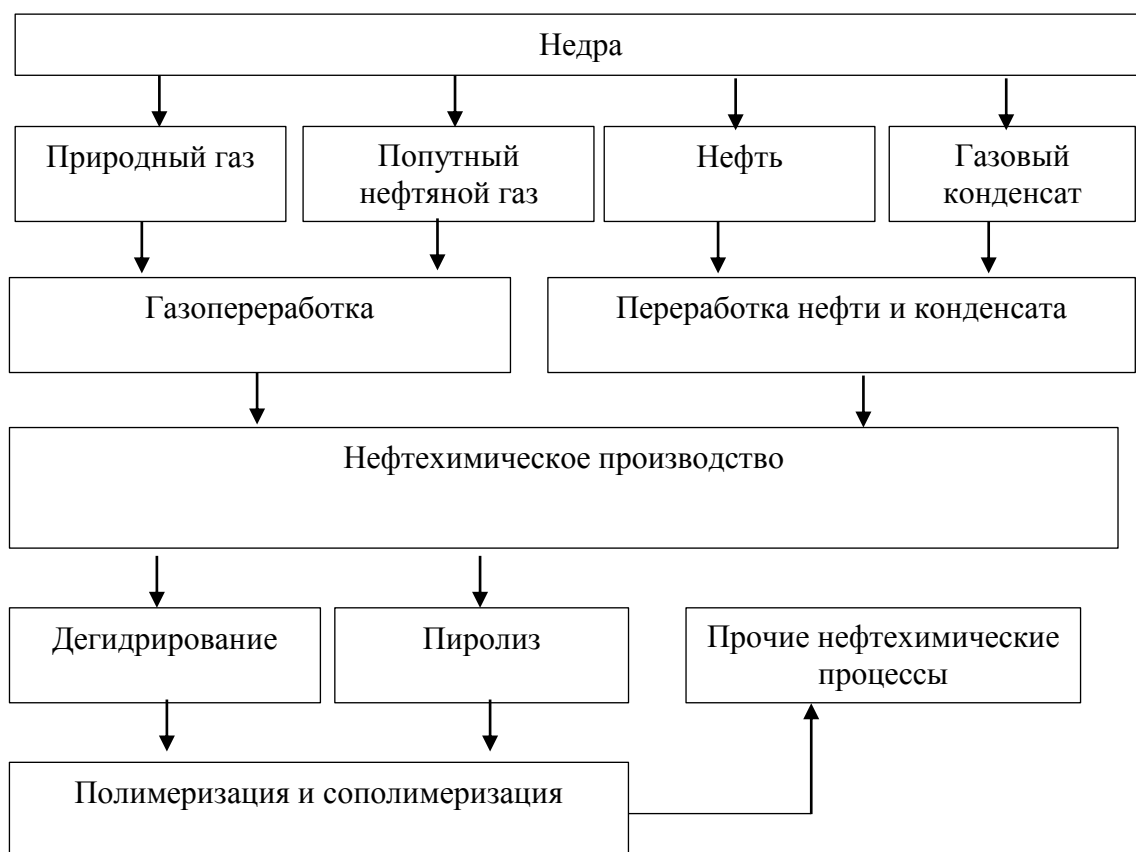 Недра
Природный газ
Попутный
нефтяной газ
Нефть
Газовый
конденсат
Газопереработка
Переработка нефти и конденсата
Нефтехимическое производство
Дегидрирование
Пиролиз
Прочие нефтехимические
процессы
Полимеризация и сополимеризация